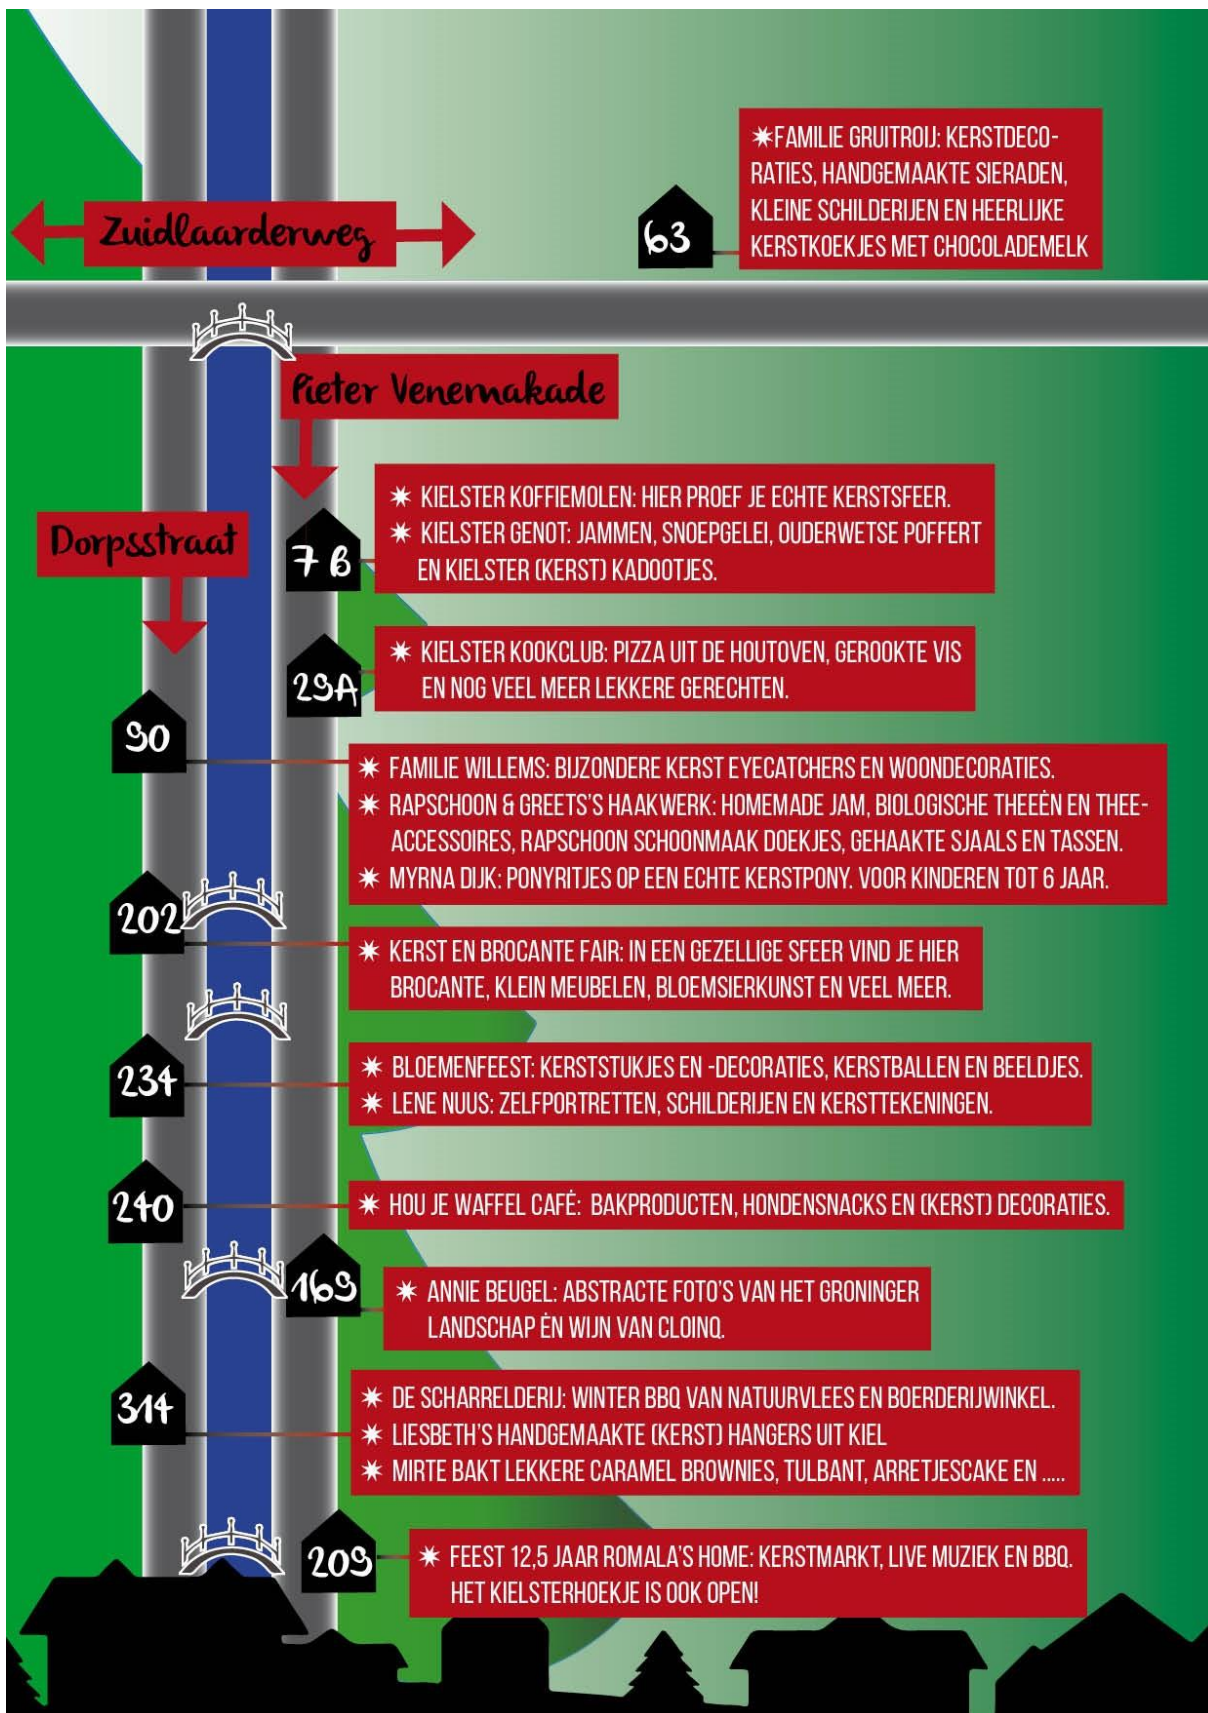 ✷FAMILIE GRUITROIJ: KERSTDECO-
RATIES, HANDGEMAAKTE SIERADEN,
KLEINE SCHILDERIJEN EN HEERLIJKE
KERSTKOEKJES MET CHOCOLADEMELK
63
Zuidlaarderweg
Pieter Venemakade
✷ KIELSTER KOFFIEMOLEN: HIER PROEF JE ECHTE KERSTSFEER.
✷ KIELSTER GENOT: JAMMEN, SNOEPGELEI, OUDERWETSE POFFERT
EN KIELSTER (KERST) KADOOTJES.
7 B
Dorpsstraat
✷ KIELSTER KOOKCLUB: PIZZA UIT DE HOUTOVEN, GEROOKTE VIS
EN NOG VEEL MEER LEKKERE GERECHTEN.
29A
90
✷ FAMILIE WILLEMS: BIJZONDERE KERST EYECATCHERS EN WOONDECORATIES.
✷ RAPSCHOON & GREETS'S HAAKWERK: HOMEMADE JAM, BIOLOGISCHE THEEËN EN THEE-
ACCESSOIRES, RAPSCHOON SCHOONMAAK DOEKJES, GEHAAKTE SJAALS EN TASSEN.
✷ MYRNA DIJK: PONYRITJES OP EEN ECHTE KERSTPONY. VOOR KINDEREN TOT 6 JAAR.
202
✷ KERST EN BROCANTE FAIR: IN EEN GEZELLIGE SFEER VIND JE HIER
BROCANTE, KLEIN MEUBELEN, BLOEMSIERKUNST EN VEEL MEER.
234
✷ BLOEMENFEEST: KERSTSTUKJES EN -DECORATIES, KERSTBALLEN EN BEELDJES.
✷ LENE NUUS: ZELFPORTRETTEN, SCHILDERIJEN EN KERSTTEKENINGEN.
240
✷ HOU JE WAFFEL CAFÉ: BAKPRODUCTEN, HONDENSNACKS EN (KERST) DECORATIES.
169
✷ ANNIE BEUGEL: ABSTRACTE FOTO'S VAN HET GRONINGER
LANDSCHAP ÉN WIJN VAN CLOINQ.
314
✷ DE SCHARRELDERIJ: WINTER BBQ VAN NATUURVLEES EN BOERDERIJWINKEL.
✷ LIESBETH'S HANDGEMAAKTE (KERST) HANGERS UIT KIEL
✷ MIRTE BAKT LEKKERE CARAMEL BROWNIES, TULBANT, ARRETJESCAKE EN .....
209
✷ FEEST 12,5 JAAR ROMALA'S HOME: KERSTMARKT, LIVE MUZIEK EN BBQ.
HET KIELSTERHOEKJE IS OOK OPEN!